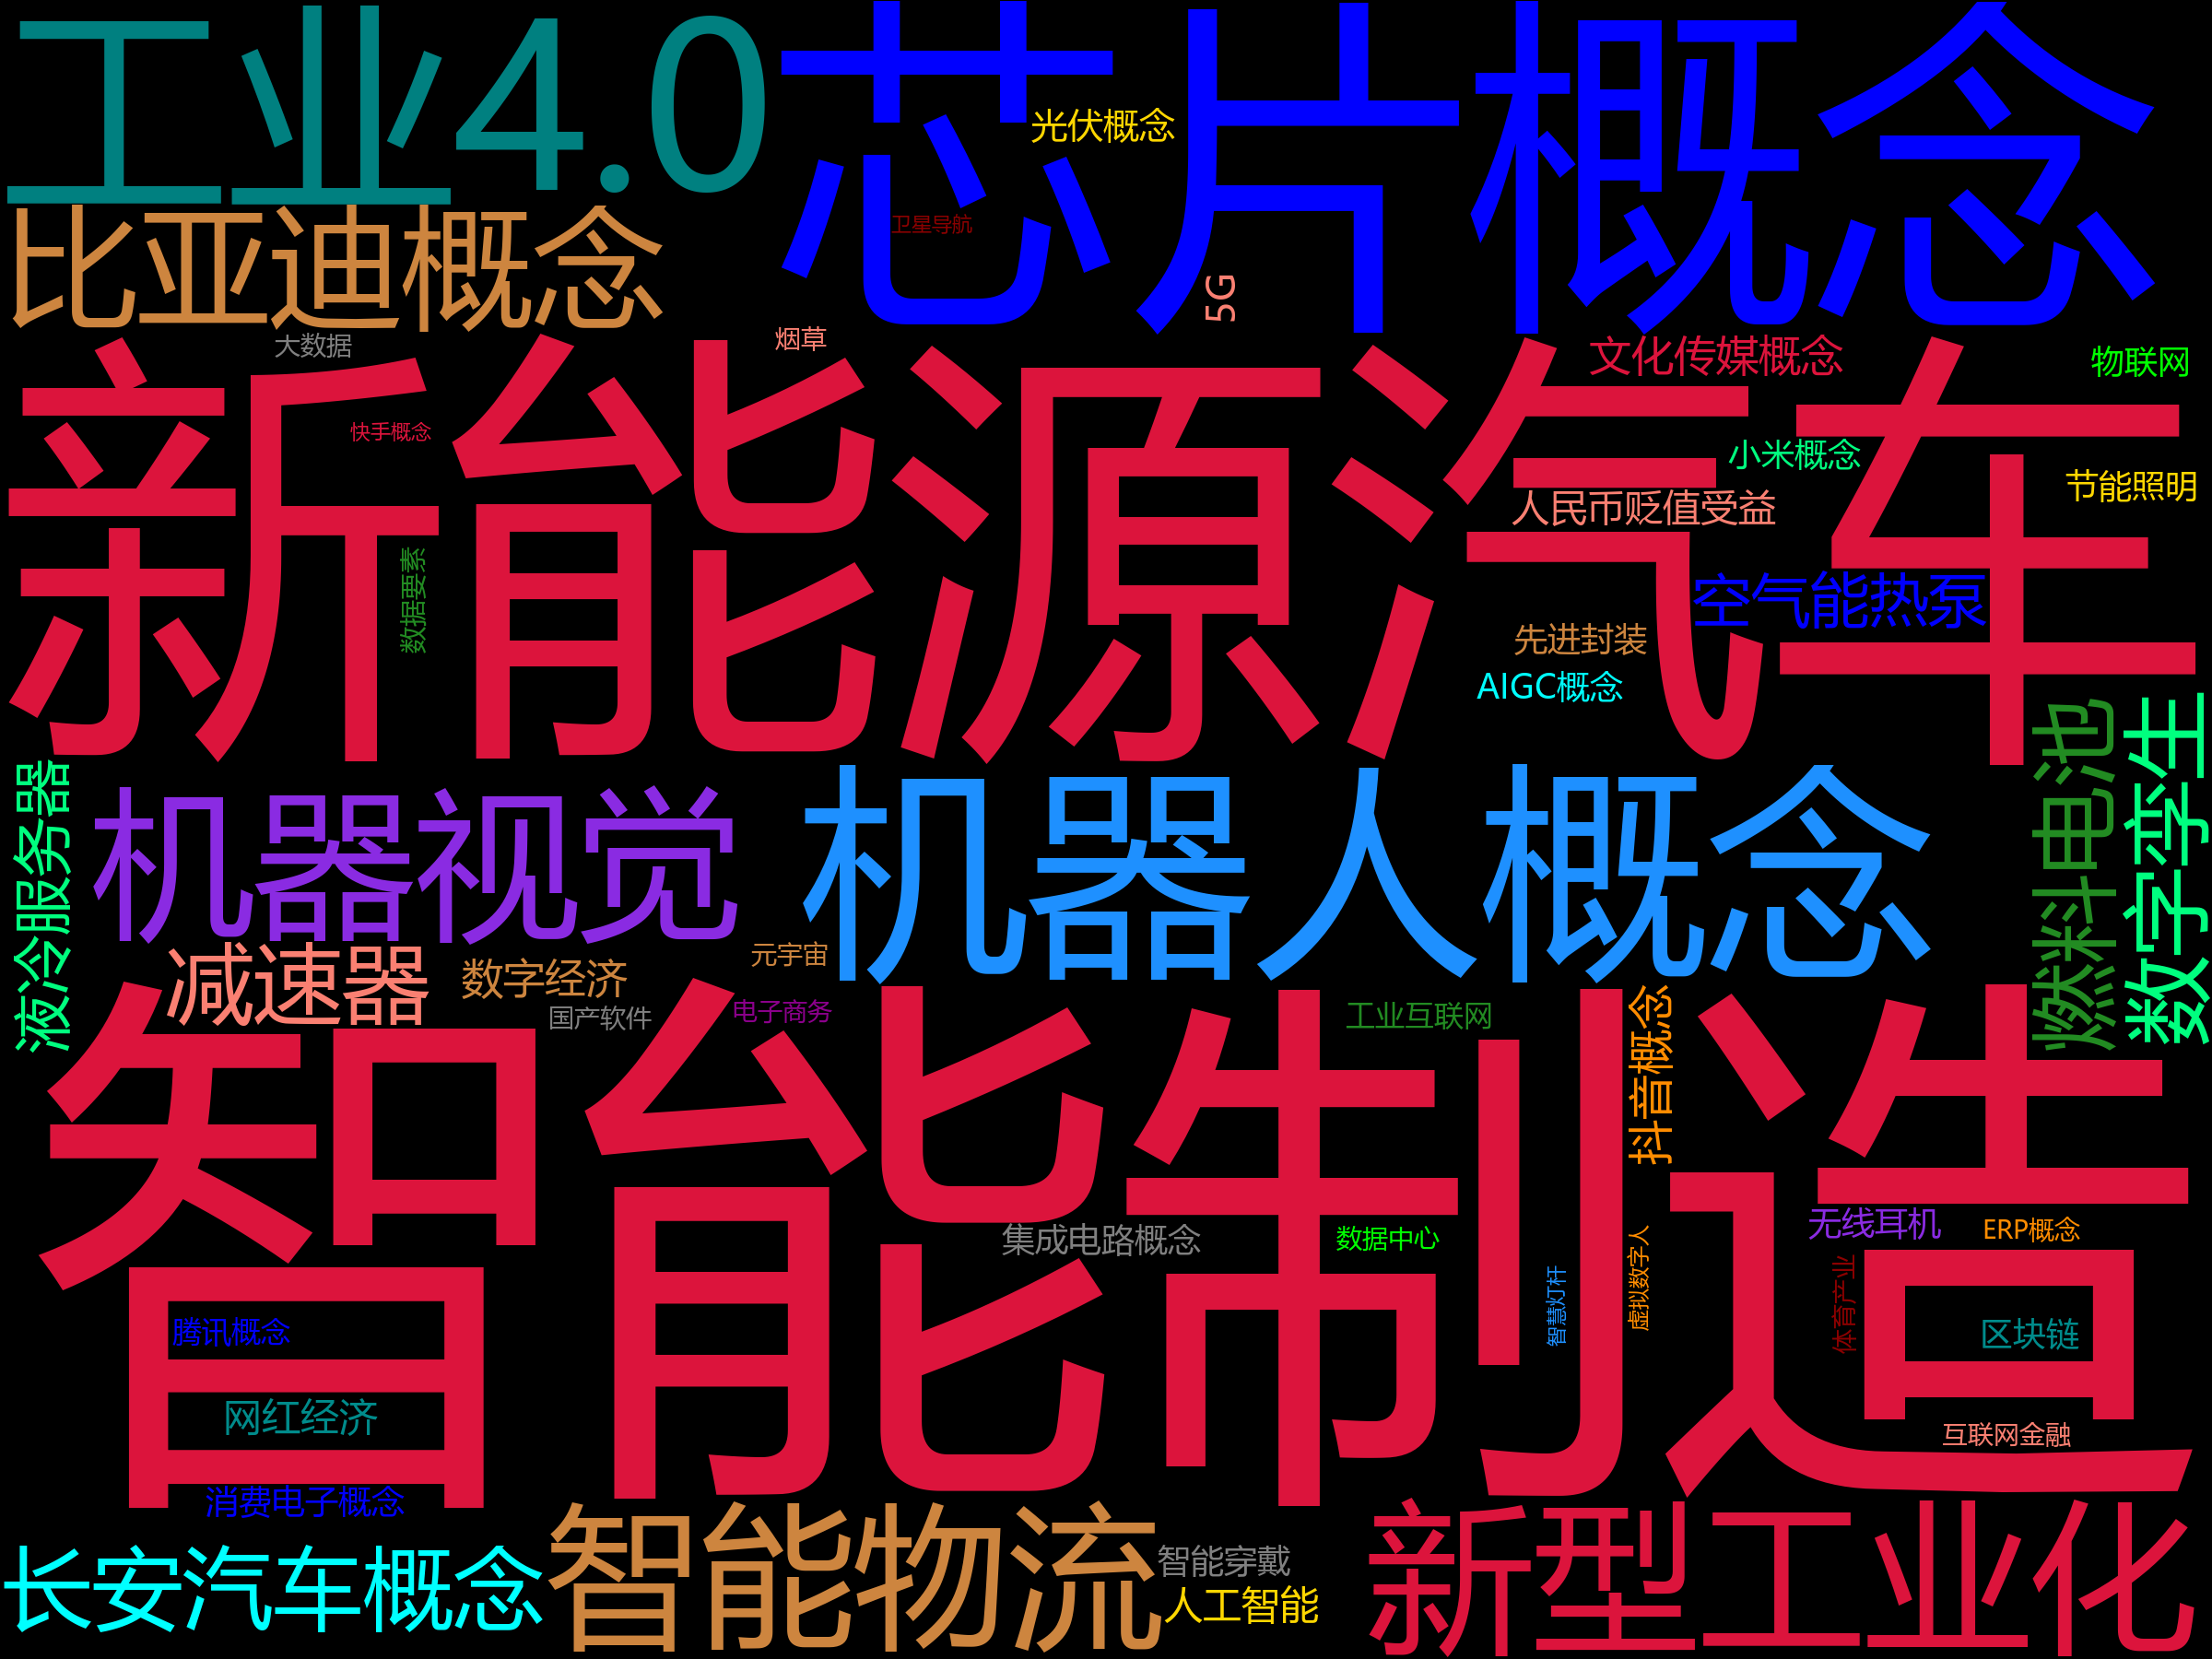 工业4.0
芯片概念
光伏概念
卫星导航
比亚迪概念
5G
大数据
烟草
文化传媒概念
物联网
新能源汽车
快手概念
小米概念
节能照明
人民币贬值受益
数据要素
空气能热泵
先进封装
AIGC概念
燃料电池
数字孪生
液冷服务器
机器视觉
机器人概念
减速器
数字经济
元宇宙
国产软件
电子商务
工业互联网
抖音概念
智能制造
集成电路概念
数据中心
无线耳机
ERP概念
智慧灯杆
虚拟数字人
体育产业
腾讯概念
区块链
网红经济
互联网金融
消费电子概念
长安汽车概念
智能物流
智能穿戴
人工智能
新型工业化